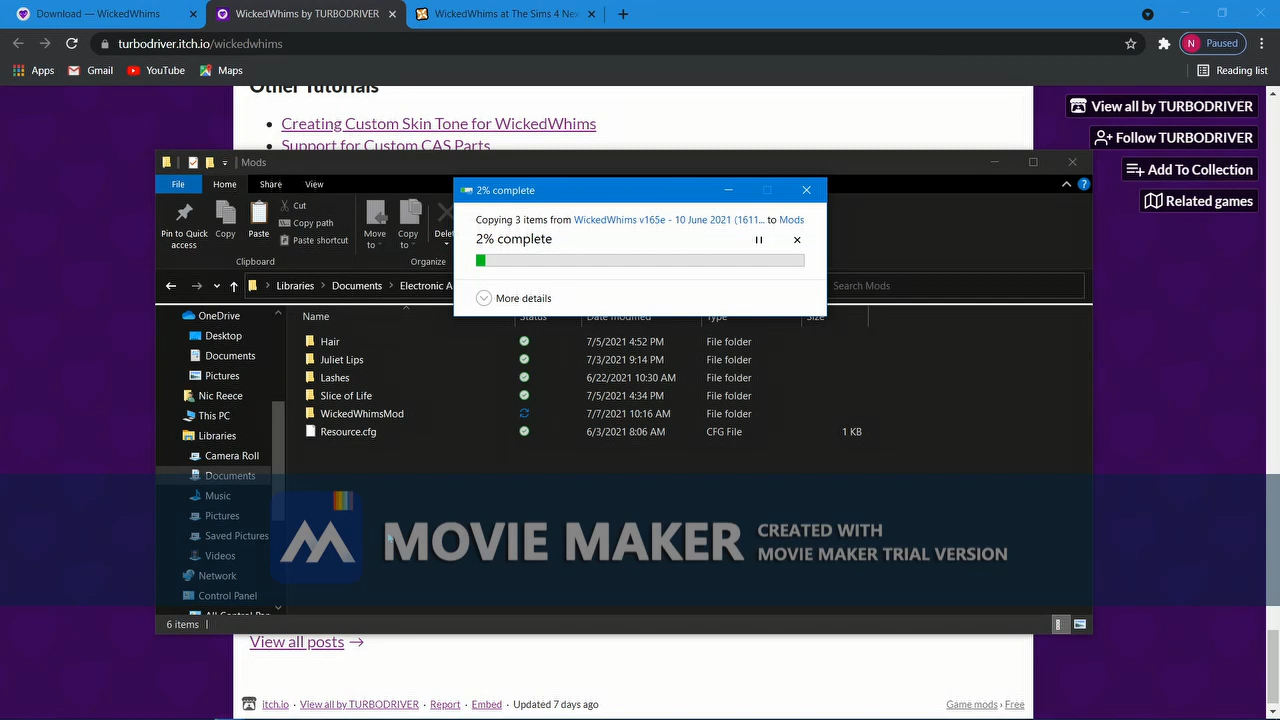 Download — WickedWhims
WickedWhims by TURBODRIVER
WickedWhims at The Sims 4 Ne
turbodriver.itch.io/wickedwhims
N Paused
Apps Gmail YouTube Maps Reading list
Other Tutorials
View all by TURBODRIVER
Creating Custom Skin Tone for WickedWhims
Follow TURBODRIVER
Support for Custom CAS Parts
Add To Collection
Related games
Mods
File Home Share View
2% complete
Copying 3 items from WickedWhims v165e - 10 June 2021 (1611... to Mods
2% complete
More details
Pin to Quick access
Copy
Paste
Cut
Copy path
Paste shortcut
Move to
Copy to
Delet
Clipboard
Organize
Libraries Documents Electronic A
Search Mods
Name Status Date modified Type Size
OneDrive
Desktop
Documents
Pictures
Nic Reece
This PC
Libraries
Camera Roll
Documents
Music
Pictures
Saved Pictures
Videos
Network
Control Panel
All Control Par
Hair 7/5/2021 4:52 PM File folder
Juliet Lips 7/3/2021 9:14 PM File folder
Lashes 6/22/2021 10:30 AM File folder
Slice of Life 7/5/2021 4:34 PM File folder
WickedWhimsMod 7/7/2021 10:16 AM File folder
Resource.cfg 6/3/2021 8:06 AM CFG File 1 KB
MOVIE MAKER
CREATED WITH
MOVIE MAKER TRIAL VERSION
6 items
View all posts →
itch.io · View all by TURBODRIVER · Report · Embed · Updated 7 days ago
Game mods › Free